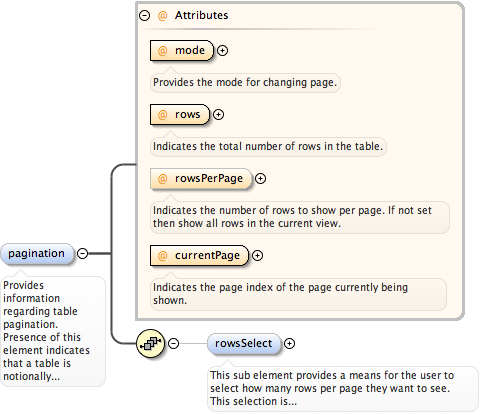 @ Attributes
@ mode
Provides the mode for changing page.
@ rows
Indicates the total number of rows in the table.
@ rowsPerPage
Indicates the number of rows to show per page. If not set
then show all rows in the current view.
@ currentPage
Indicates the page index of the page currently being
shown.
pagination
Provides
information
regarding table
pagination.
Presence of this
element indicates
that a table is
notionally...
rowsSelect
This sub element provides a means for the user to
select how many rows per page they want to see.
This selection is...